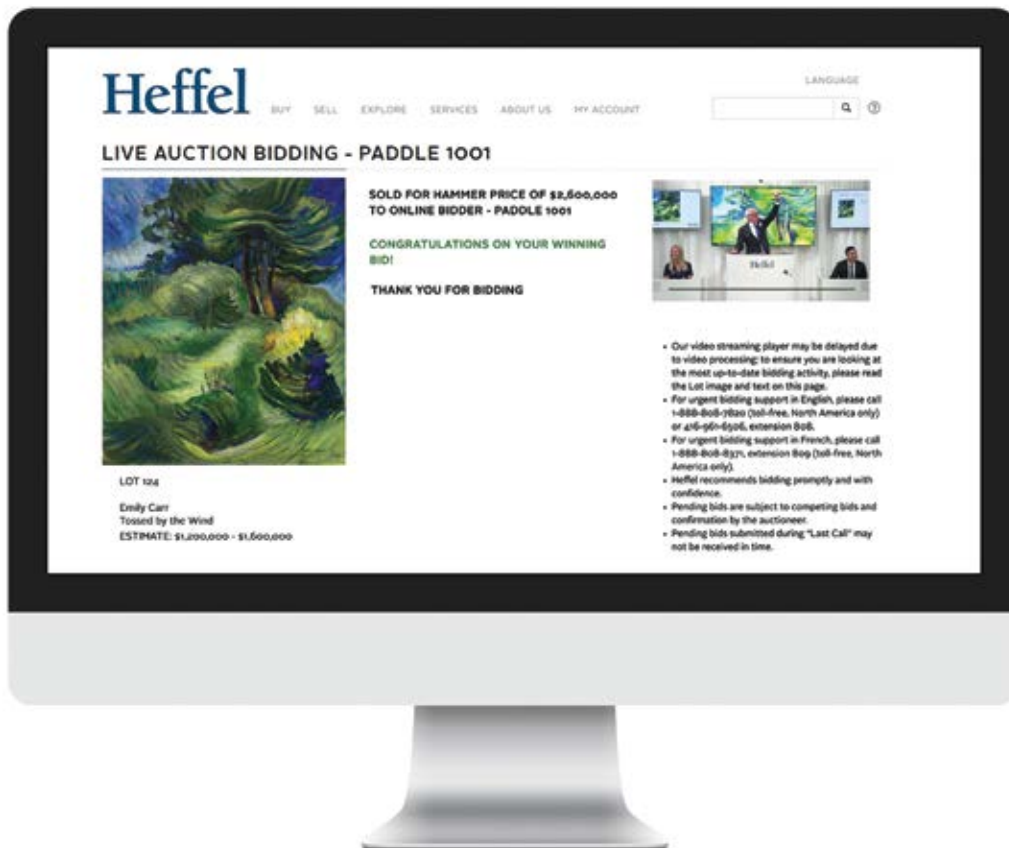 Heffel
BUY SELL EXPLORE SERVICES ABOUT US MY ACCOUNT
LANGUAGE
LIVE AUCTION BIDDING - PADDLE 1001
SOLD FOR HAMMER PRICE OF $2,600,000
TO ONLINE BIDDER - PADDLE 1001
CONGRATULATIONS ON YOUR WINNING
BID!
THANK YOU FOR BIDDING
Heffel
LOT 124
Emily Carr
Tossed by the Wind
ESTIMATE: $1,200,000 - $1,600,000
• Our video streaming player may be delayed due
to video processing; to ensure you are looking at
the most up-to-date bidding activity, please read
the Lot image and text on this page.
• For urgent bidding support in English, please call
1-888-808-7820 (toll-free, North America only)
or 416-961-6506, extension 808.
• For urgent bidding support in French, please call
1-888-808-8371, extension 809 (toll-free, North
America only).
• Heffel recommends bidding promptly and with
confidence.
• Pending bids are subject to competing bids and
confirmation by the auctioneer.
• Pending bids submitted during "Last Call" may
not be received in time.